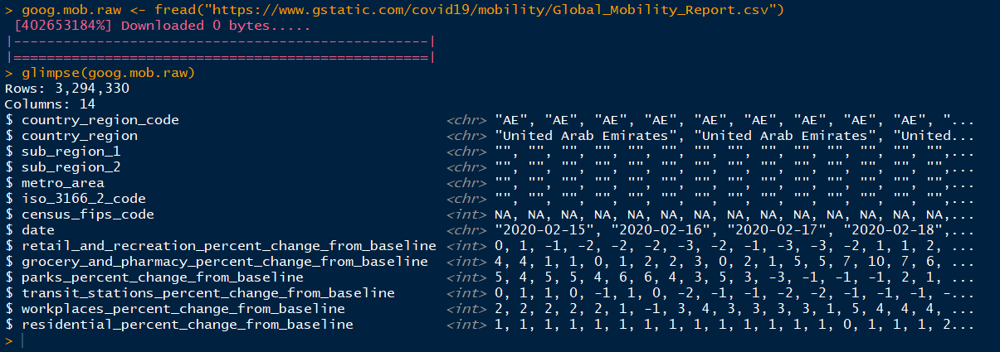 > goog.mob.raw <- fread("https://www.gstatic.com/covid19/mobility/Global_Mobility_Report.csv")
[402653184%] Downloaded 0 bytes.....
|--------------------------------------------------|
|==================================================|
> glimpse(goog.mob.raw)
Rows: 3,294,330
Columns: 14
$ country_region_code <chr> "AE", "AE", "AE", "AE", "AE", "AE", "AE", "AE", "AE", "...
$ country_region <chr> "United Arab Emirates", "United Arab Emirates", "United...
$ sub_region_1 <chr> "", "", "", "", "", "", "", "", "", "", "", "", "", "",...
$ sub_region_2 <chr> "", "", "", "", "", "", "", "", "", "", "", "", "", "",...
$ metro_area <chr> "", "", "", "", "", "", "", "", "", "", "", "", "", "",...
$ iso_3166_2_code <chr> "", "", "", "", "", "", "", "", "", "", "", "", "", "",...
$ census_fips_code <int> NA, NA, NA, NA, NA, NA, NA, NA, NA, NA, NA, NA, NA, NA,...
$ date <chr> "2020-02-15", "2020-02-16", "2020-02-17", "2020-02-18",...
$ retail_and_recreation_percent_change_from_baseline <int> 0, 1, -1, -2, -2, -2, -3, -2, -1, -3, -3, -2, 1, 1, 2, ...
$ grocery_and_pharmacy_percent_change_from_baseline <int> 4, 4, 1, 1, 0, 1, 2, 2, 3, 0, 2, 1, 5, 5, 7, 10, 7, 6, ...
$ parks_percent_change_from_baseline <int> 5, 4, 5, 5, 4, 6, 6, 4, 3, 5, 3, -3, -1, -1, -1, 2, 1, ...
$ transit_stations_percent_change_from_baseline <int> 0, 1, 1, 0, -1, 1, 0, -2, -1, -1, -2, -2, -1, -1, -1, -...
$ workplaces_percent_change_from_baseline <int> 2, 2, 2, 2, 2, 1, -1, 3, 4, 3, 3, 3, 3, 1, 5, 4, 4, 4, ...
$ residential_percent_change_from_baseline <int> 1, 1, 1, 1, 1, 1, 1, 1, 1, 1, 1, 1, 1, 1, 0, 1, 1, 1, 2...
>